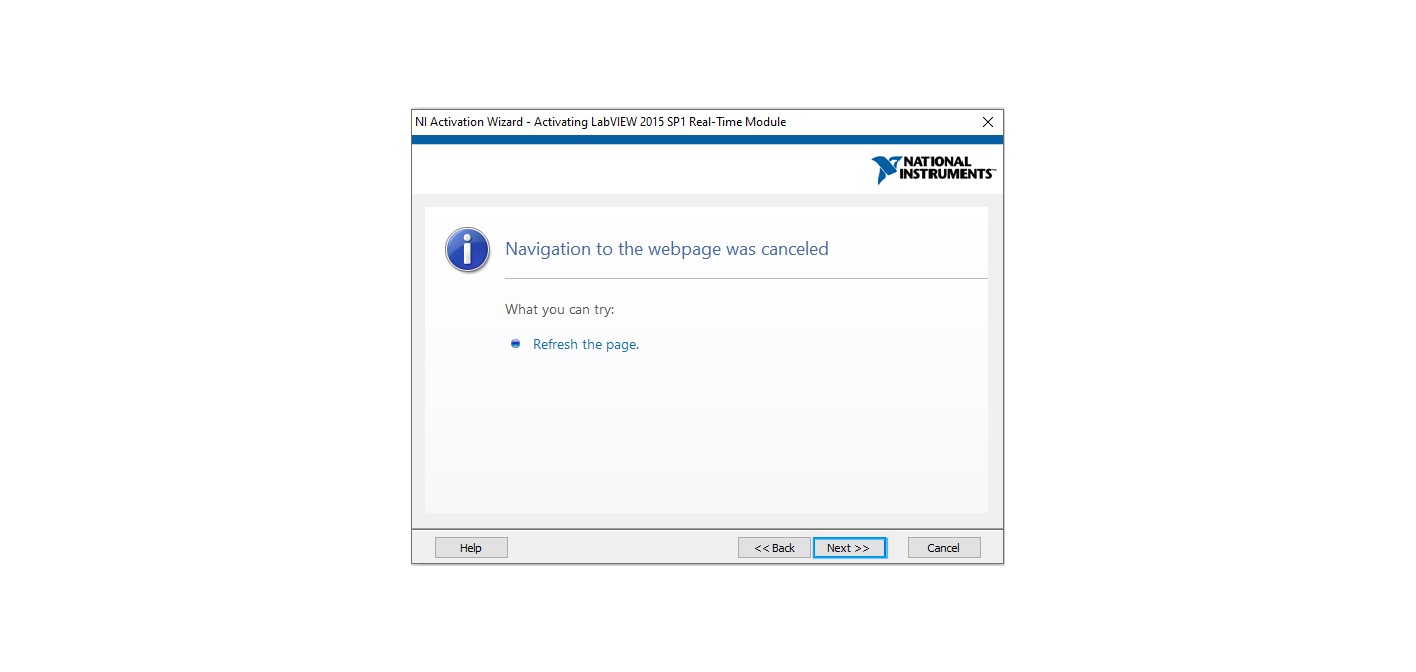 NI Activation Wizard - Activating LabVIEW 2015 SP1 Real-Time Module
NATIONAL
INSTRUMENTS™
Navigation to the webpage was canceled
What you can try:
Refresh the page.
Help
<< Back
Next >>
Cancel